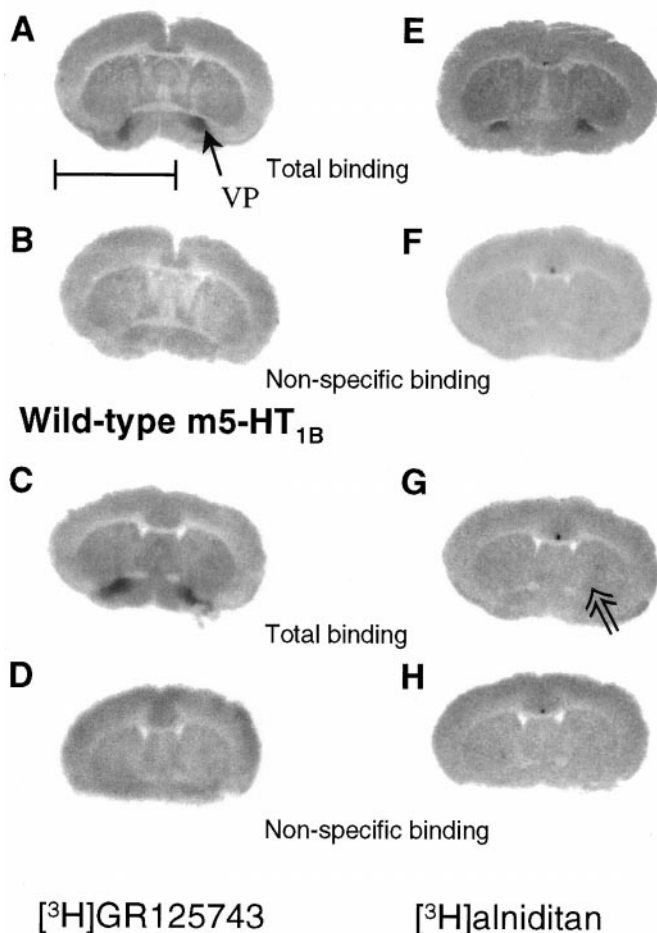 A
E
VP
Total binding
B
F
Non-specific binding
Wild-type m5-HT1B
C
G
Total binding
D
H
Non-specific binding
[³H]GR125743
[³H]alniditan